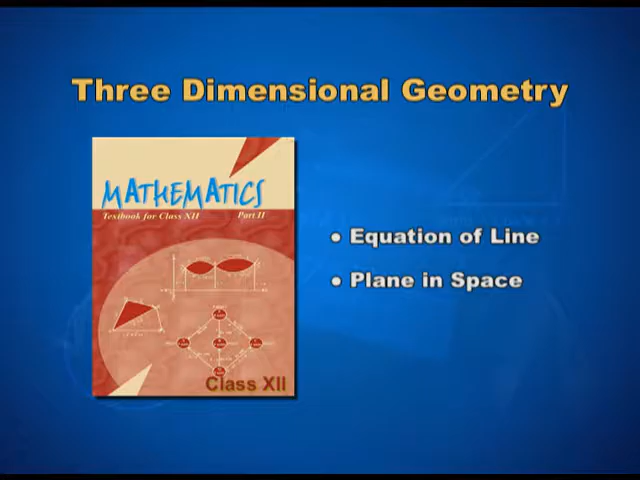 Three Dimensional Geometry
MATHEMATICS
Textbook for Class XII
Part II
Class XII
● Equation of Line
● Plane in Space